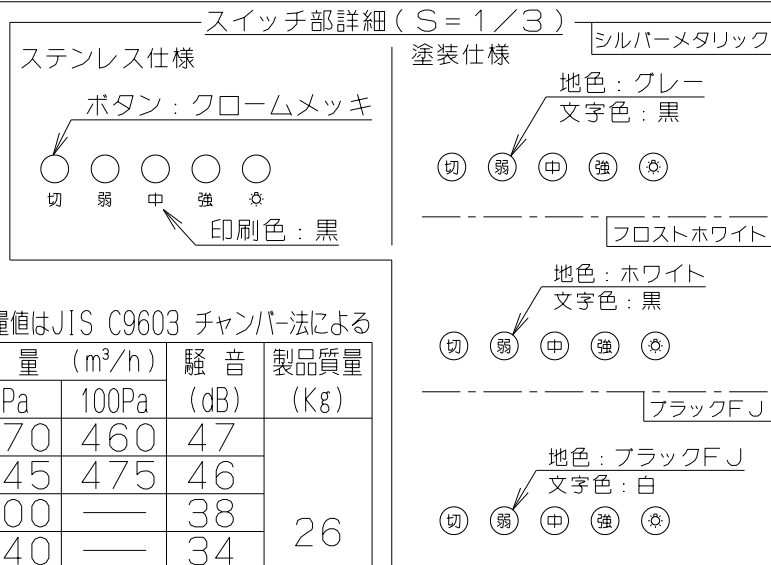 スイッチ部詳細(S=1/3)
ステンレス仕様
ボタン:クロームメッキ
切 弱 中 強
印刷色:黒
塗装仕様
シルバーメタリック
地色:グレー
文字色:黒
切 弱 中 強
フロストホワイト
地色:ホワイト
文字色:黒
切 弱 中 強
ブラックFJ
地色:ブラックFJ
文字色:白
切 弱 中 強
量値はJIS C9603 チャンバー法による
量 (m³/h) 騒音 製品質量
Pa 100Pa (dB) (Kg)
70 460 47
45 475 46
00 — 38
40 — 34
26